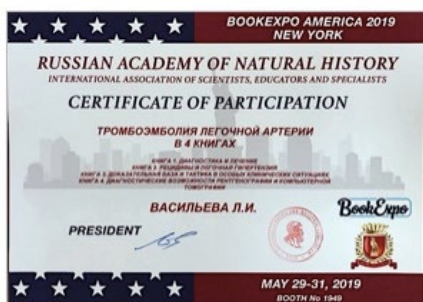 BOOKEXPO AMERICA 2019
NEW YORK
RUSSIAN ACADEMY OF NATURAL HISTORY
INTERNATIONAL ASSOCIATION OF SCIENTISTS, EDUCATORS AND SPECIALISTS
CERTIFICATE OF PARTICIPATION
ТРОМБОЭМБОЛИЯ ЛЕГОЧНОЙ АРТЕРИИ
В 4 КНИГАХ
КНИГА 1. ДИАГНОСТИКА И ЛЕЧЕНИЕ
КНИГА 2. РЕЦИДИВЫ И ЛЕГОЧНАЯ ГИПЕРТЕНЗИЯ
КНИГА 3. ДОКАЗАТЕЛЬНАЯ БАЗА И ТАКТИКА В ОСОБЫХ КЛИНИЧЕСКИХ СИТУАЦИЯХ
КНИГА 4. ДИАГНОСТИЧЕСКИЕ ВОЗМОЖНОСТИ РЕНТГЕНОГРАФИИ И КОМПЬЮТЕРНОЙ
ТОМОГРАФИИ
ВАСИЛЬЕВА Л.И.
BookExpo
PRESIDENT
MAY 29-31, 2019
BOOTH No 1949